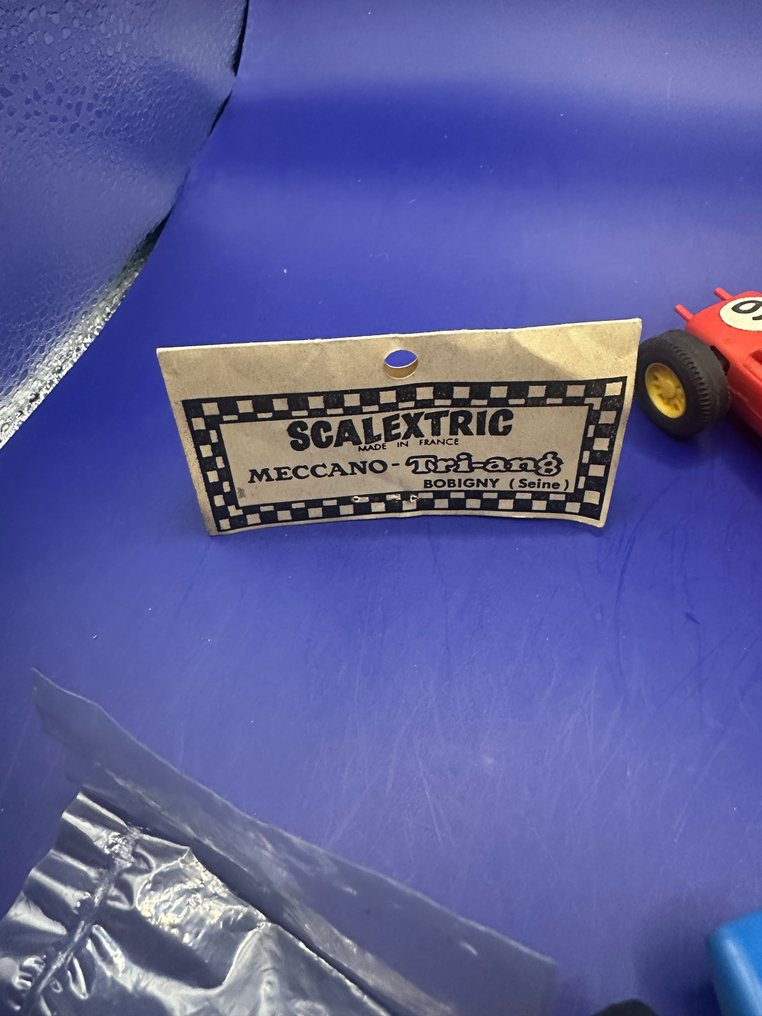 SCALEXTRIC
MADE IN FRANCE
MECCANO - Tri-ang
BOBIGNY (Seine)